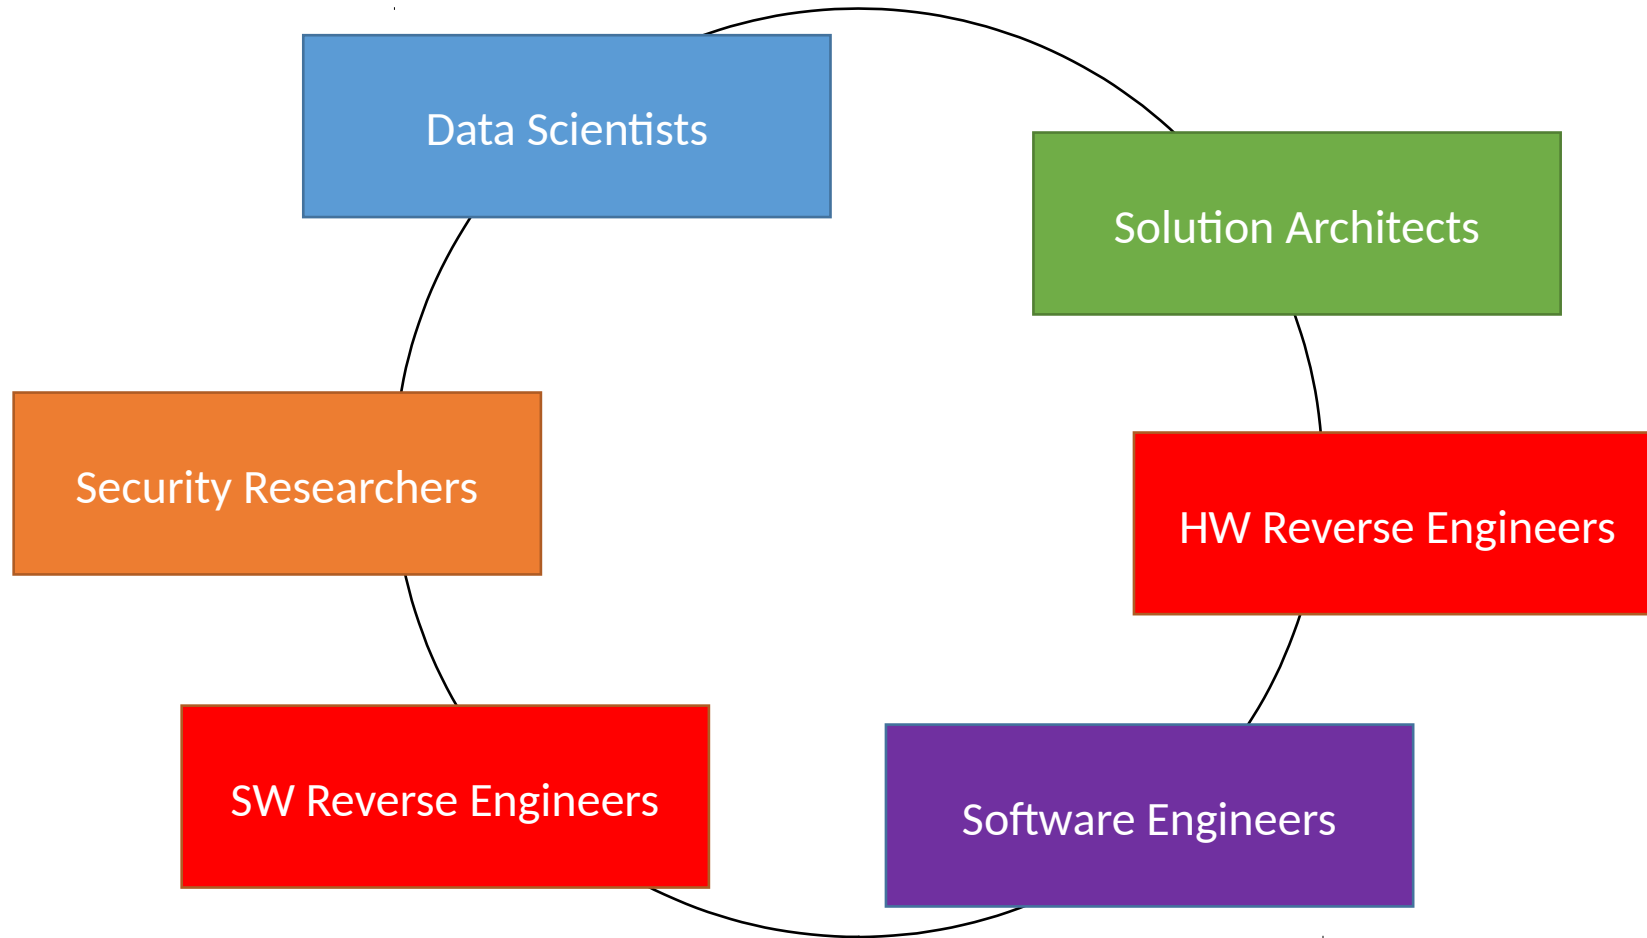 Data Scientists
Solution Architects
Security Researchers
HW Reverse Engineers
SW Reverse Engineers
Software Engineers